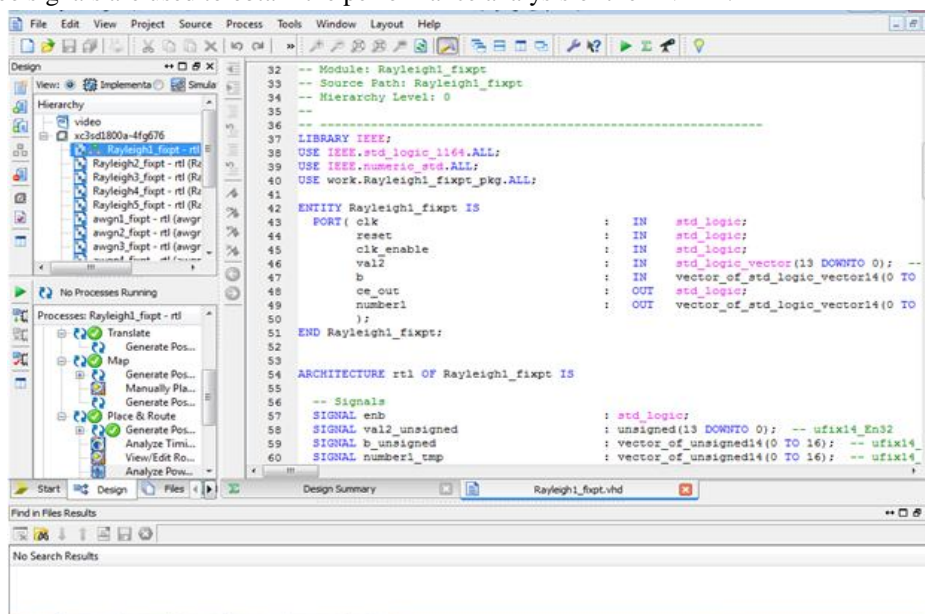 File Edit View Project Source Process Tools Window Layout Help
Design
View: Implementa Simula
Hierarchy
video
xc3sd1800a-4fg676
Rayleigh1_fixpt - rtl
Rayleigh2_fixpt - rtl (Ra
Rayleigh3_fixpt - rtl (Ra
Rayleigh4_fixpt - rtl (Ra
Rayleigh5_fixpt - rtl (Ra
awgn1_fixpt - rtl (awgr
awgn2_fixpt - rtl (awgr
awgn3_fixpt - rtl (awgr
No Processes Running
Processes: Rayleigh1_fixpt - rtl
Translate
Generate Pos...
Map
Generate Pos...
Manually Pla...
Generate Pos...
Place & Route
Generate Pos...
Analyze Timi...
View/Edit Ro...
Analyze Pow...
Start Design Files
32 -- Module: Rayleigh1_fixpt
33 -- Source Path: Rayleigh1_fixpt
34 -- Hierarchy Level: 0
35 --
36 -- -------------------------------------------------------------
37 LIBRARY IEEE;
38 USE IEEE.std_logic_1164.ALL;
39 USE IEEE.numeric_std.ALL;
40 USE work.Rayleigh1_fixpt_pkg.ALL;
41
42 ENTITY Rayleigh1_fixpt IS
43 PORT( clk : IN std_logic;
44 reset : IN std_logic;
45 clk_enable : IN std_logic;
46 val2 : IN std_logic_vector(13 DOWNTO 0); --
47 b : IN vector_of_std_logic_vector14(0 TO
48 ce_out : OUT std_logic;
49 number1 : OUT vector_of_std_logic_vector14(0 TO
50 );
51 END Rayleigh1_fixpt;
52
53
54 ARCHITECTURE rtl OF Rayleigh1_fixpt IS
55
56 -- Signals
57 SIGNAL enb : std_logic;
58 SIGNAL val2_unsigned : unsigned(13 DOWNTO 0); -- ufix14_En32
59 SIGNAL b_unsigned : vector_of_unsigned14(0 TO 16); -- ufix14_
60 SIGNAL number1_tmp : vector_of_unsigned14(0 TO 16); -- ufix14_
Design Summary Rayleigh1_fixpt.vhd
Find in Files Results
No Search Results